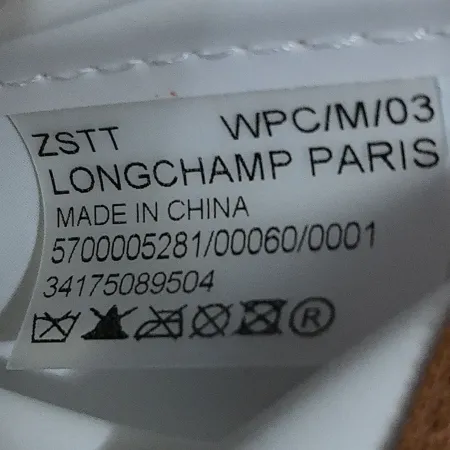 ZSTT WPC/M/03
LONGCHAMP PARIS
MADE IN CHINA
5700005281/00060/0001
34175089504
®